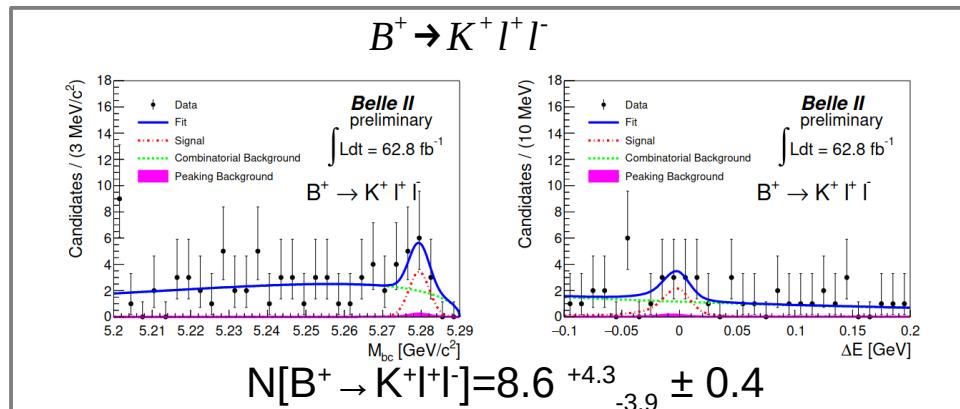 B⁺ → K⁺ l⁺ l⁻
Candidates / (3 MeV/c²)
18
16
14
12
10
8
6
4
2
0
Data
Fit
Signal
Combinatorial Background
Peaking Background
Belle II
preliminary
∫ Ldt = 62.8 fb⁻¹
B⁺ → K⁺ l⁺ l⁻
5.2 5.21 5.22 5.23 5.24 5.25 5.26 5.27 5.28 5.29
M_bc [GeV/c²]
Candidates / (10 MeV)
18
16
14
12
10
8
6
4
2
0
Data
Fit
Signal
Combinatorial Background
Peaking Background
Belle II
preliminary
∫ Ldt = 62.8 fb⁻¹
B⁺ → K⁺ l⁺ l⁻
−0.1 −0.05 0 0.05 0.1 0.15 0.2
ΔE [GeV]
N[B⁺ → K⁺l⁺l⁻]=8.6 ⁺⁴·³ ₋₃.₉ ± 0.4